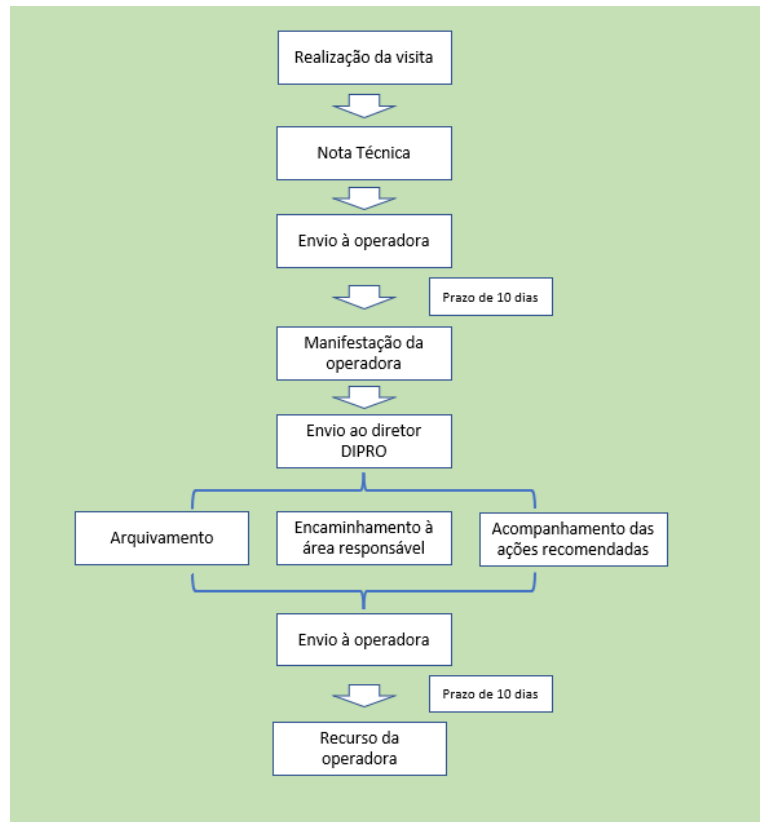 Realização da visita
Nota Técnica
Envio à operadora
Prazo de 10 dias
Manifestação da
operadora
Envio ao diretor
DIPRO
Arquivamento
Encaminhamento à
área responsável
Acompanhamento das
ações recomendadas
Envio à operadora
Prazo de 10 dias
Recurso da
operadora